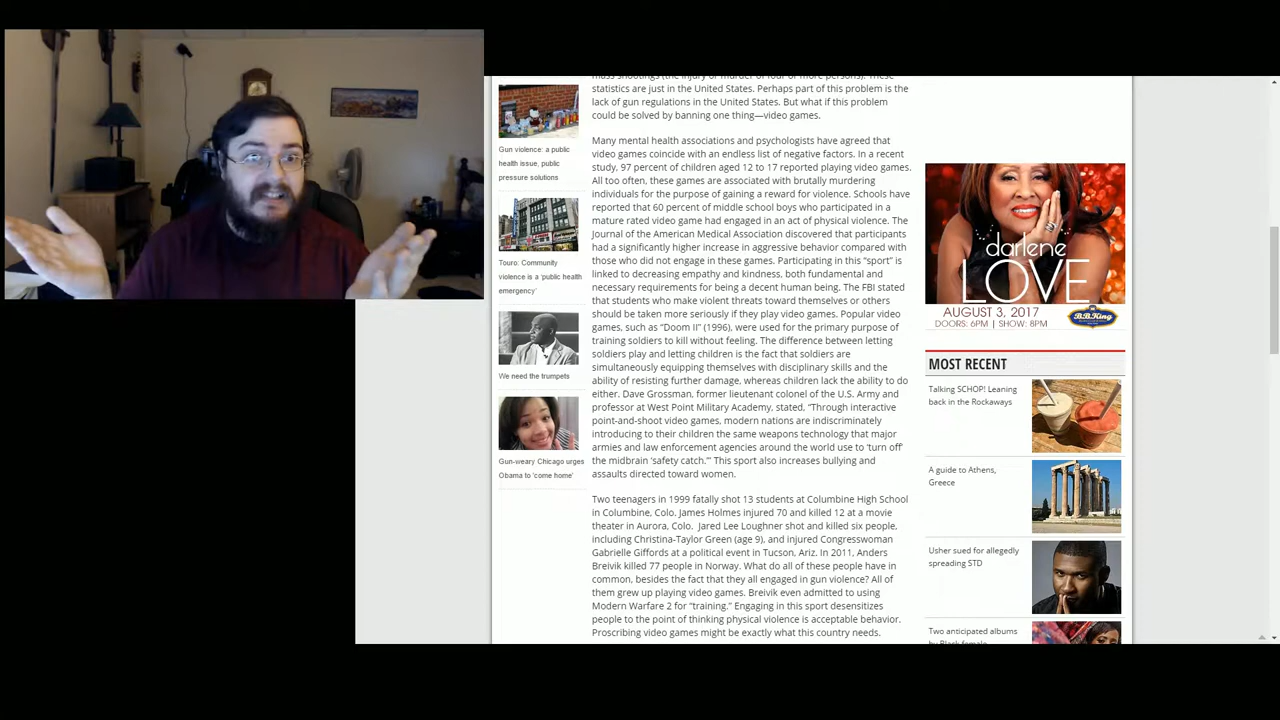 Gun violence: a public
health issue, public
pressure solutions
Touro: Community
violence is a 'public health
emergency'
We need the trumpets
Gun-weary Chicago urges
Obama to 'come home'
mass shootings (the injury or murder of four or more persons). These
statistics are just in the United States. Perhaps part of this problem is the
lack of gun regulations in the United States. But what if this problem
could be solved by banning one thing—video games.
Many mental health associations and psychologists have agreed that
video games coincide with an endless list of negative factors. In a recent
study, 97 percent of children aged 12 to 17 reported playing video games.
All too often, these games are associated with brutally murdering
individuals for the purpose of gaining a reward for violence. Schools have
reported that 60 percent of middle school boys who participated in a
mature rated video game had engaged in an act of physical violence. The
Journal of the American Medical Association discovered that participants
had a significantly higher increase in aggressive behavior compared with
those who did not engage in these games. Participating in this “sport” is
linked to decreasing empathy and kindness, both fundamental and
necessary requirements for being a decent human being. The FBI stated
that students who make violent threats toward themselves or others
should be taken more seriously if they play video games. Popular video
games, such as “Doom II” (1996), were used for the primary purpose of
training soldiers to kill without feeling. The difference between letting
soldiers play and letting children is the fact that soldiers are
simultaneously equipping themselves with disciplinary skills and the
ability of resisting further damage, whereas children lack the ability to do
either. Dave Grossman, former lieutenant colonel of the U.S. Army and
professor at West Point Military Academy, stated, “Through interactive
point-and-shoot video games, modern nations are indiscriminately
introducing to their children the same weapons technology that major
armies and law enforcement agencies around the world use to ‘turn off’
the midbrain ‘safety catch.’” This sport also increases bullying and
assaults directed toward women.
Two teenagers in 1999 fatally shot 13 students at Columbine High School
in Columbine, Colo. James Holmes injured 70 and killed 12 at a movie
theater in Aurora, Colo. Jared Lee Loughner shot and killed six people,
including Christina-Taylor Green (age 9), and injured Congresswoman
Gabrielle Giffords at a political event in Tucson, Ariz. In 2011, Anders
Breivik killed 77 people in Norway. What do all of these people have in
common, besides the fact that they all engaged in gun violence? All of
them grew up playing video games. Breivik even admitted to using
Modern Warfare 2 for “training.” Engaging in this sport desensitizes
people to the point of thinking physical violence is acceptable behavior.
Proscribing video games might be exactly what this country needs.
darlene
LOVE
AUGUST 3, 2017
DOORS: 6PM | SHOW: 8PM
B.B.King
MOST RECENT
Talking SCHOP! Leaning
back in the Rockaways
A guide to Athens,
Greece
Usher sued for allegedly
spreading STD
Two anticipated albums
by Black female